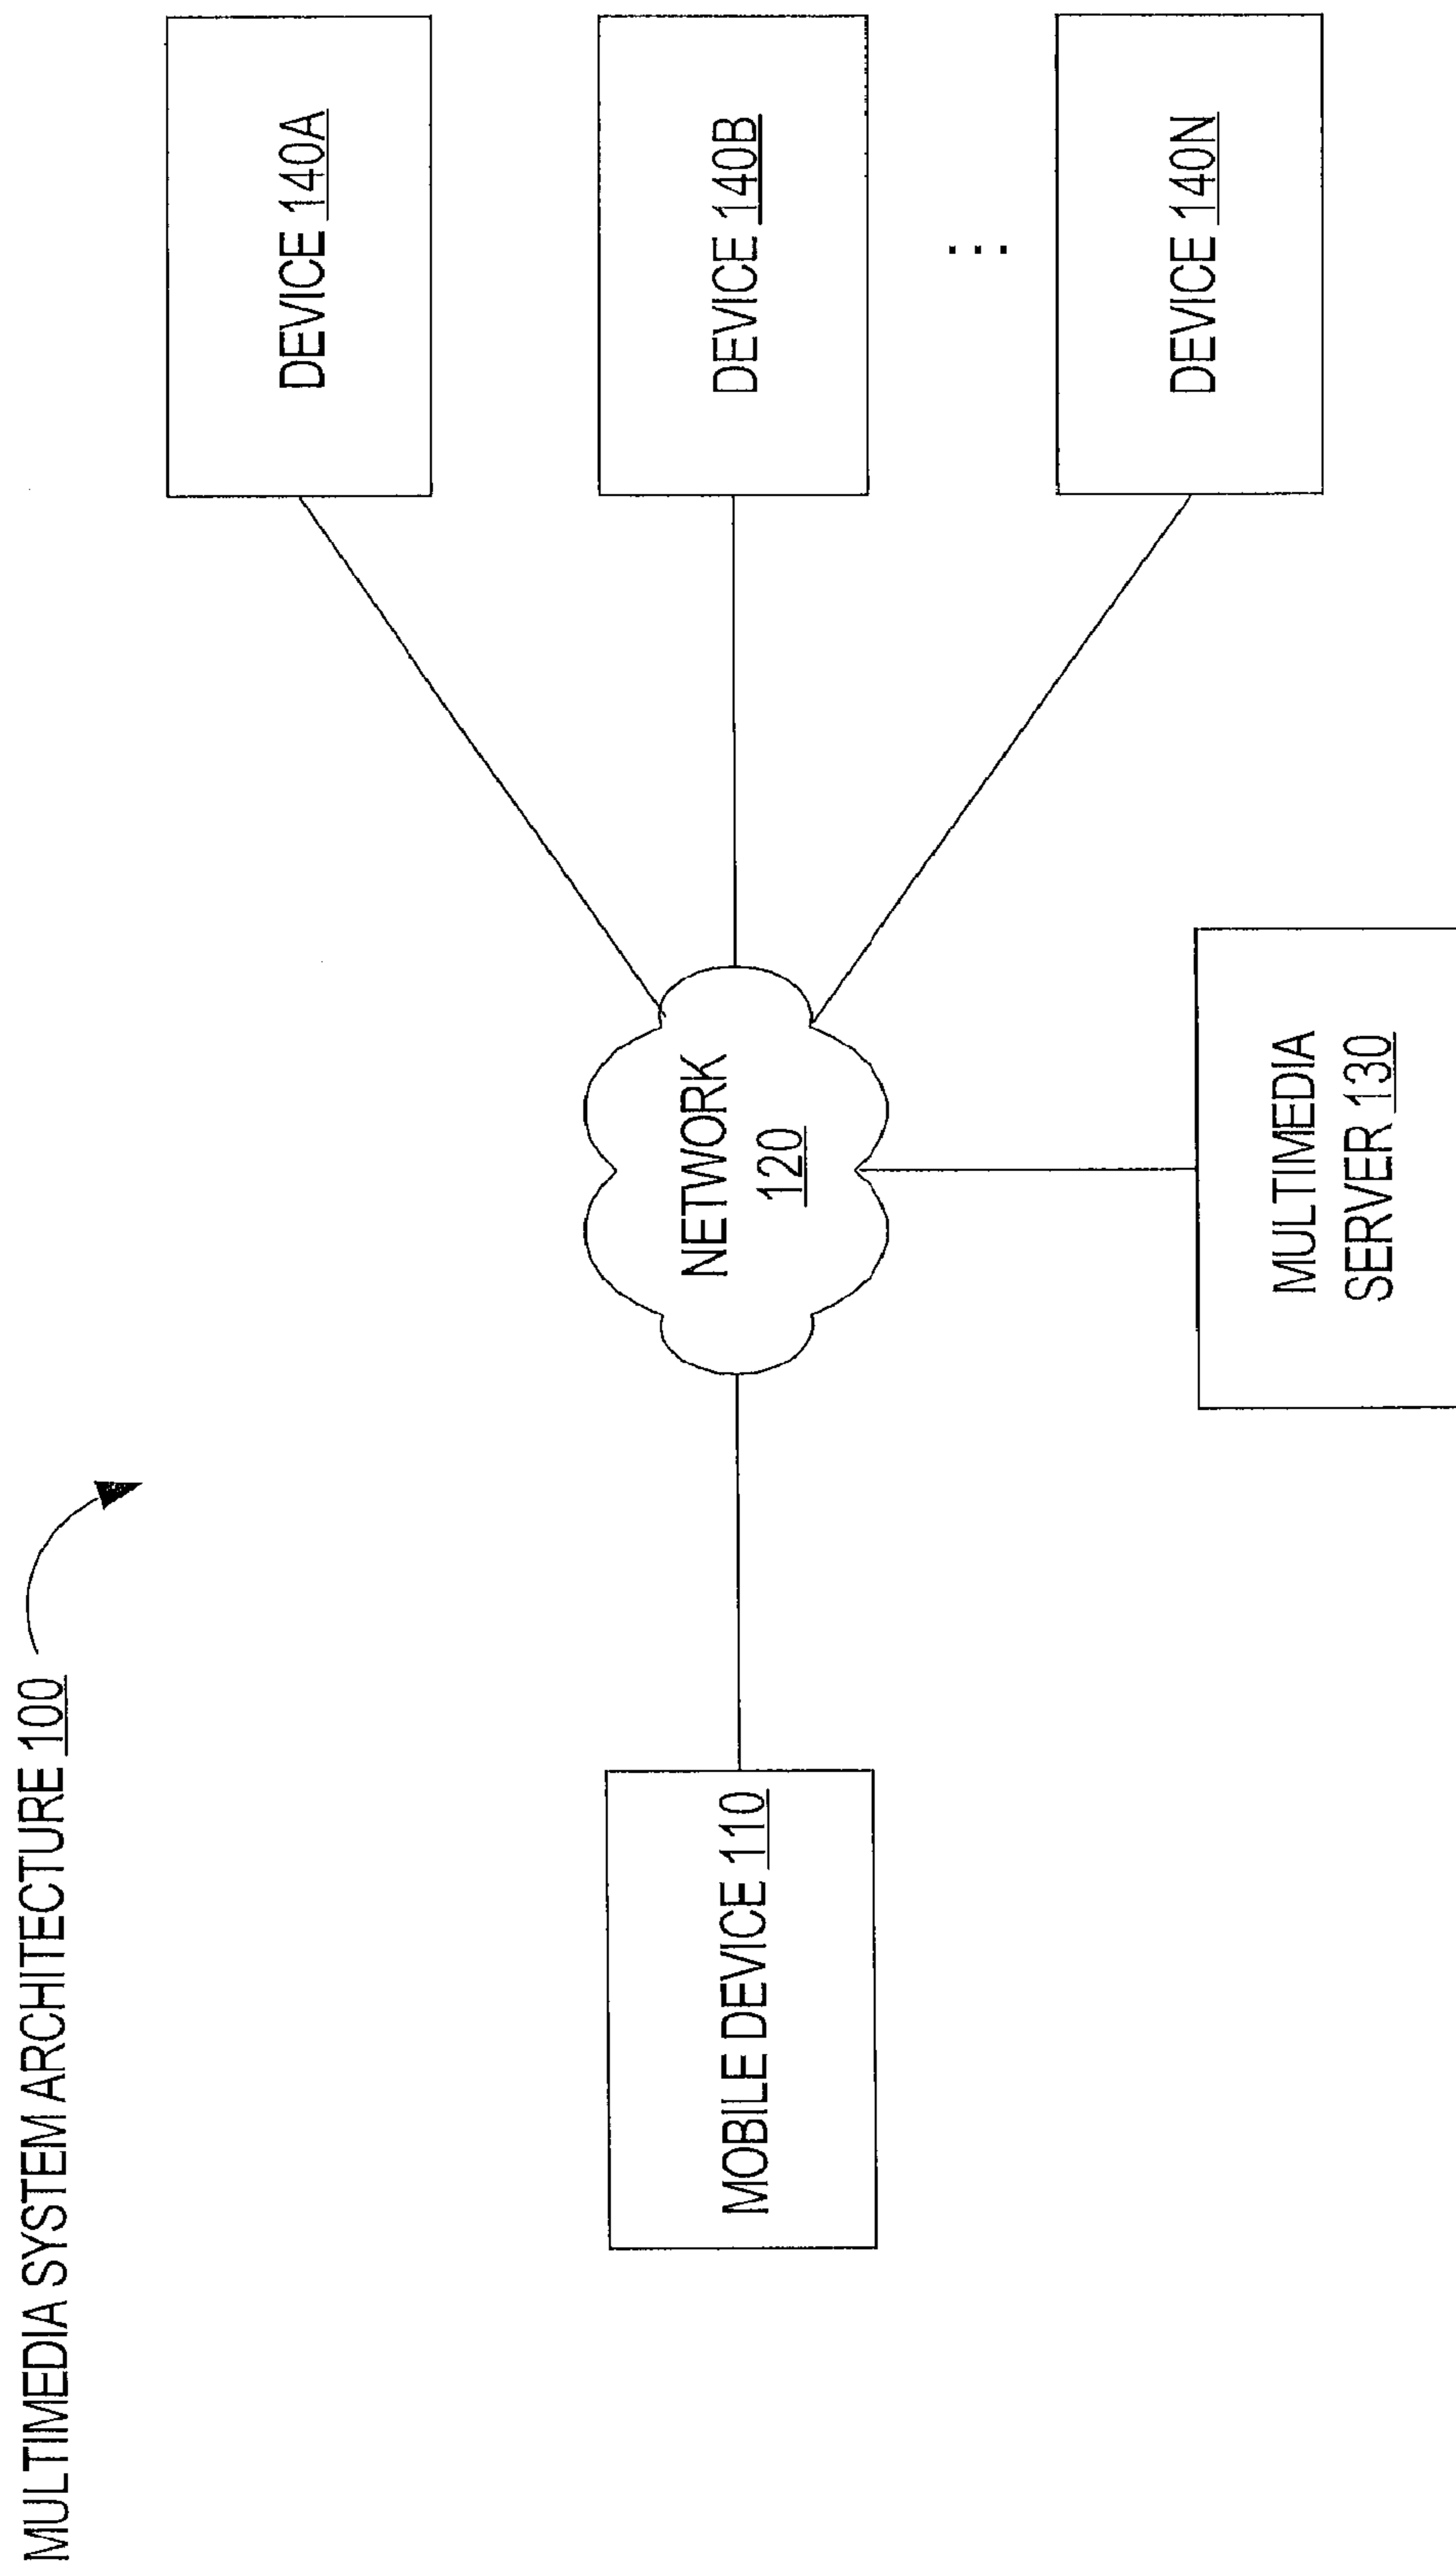 MULTIMEDIA SYSTEM ARCHITECTURE 100
DEVICE 140A
MOBILE DEVICE 110
NETWORK
120
DEVICE 140B
...
DEVICE 140N
MULTIMEDIA
SERVER 130